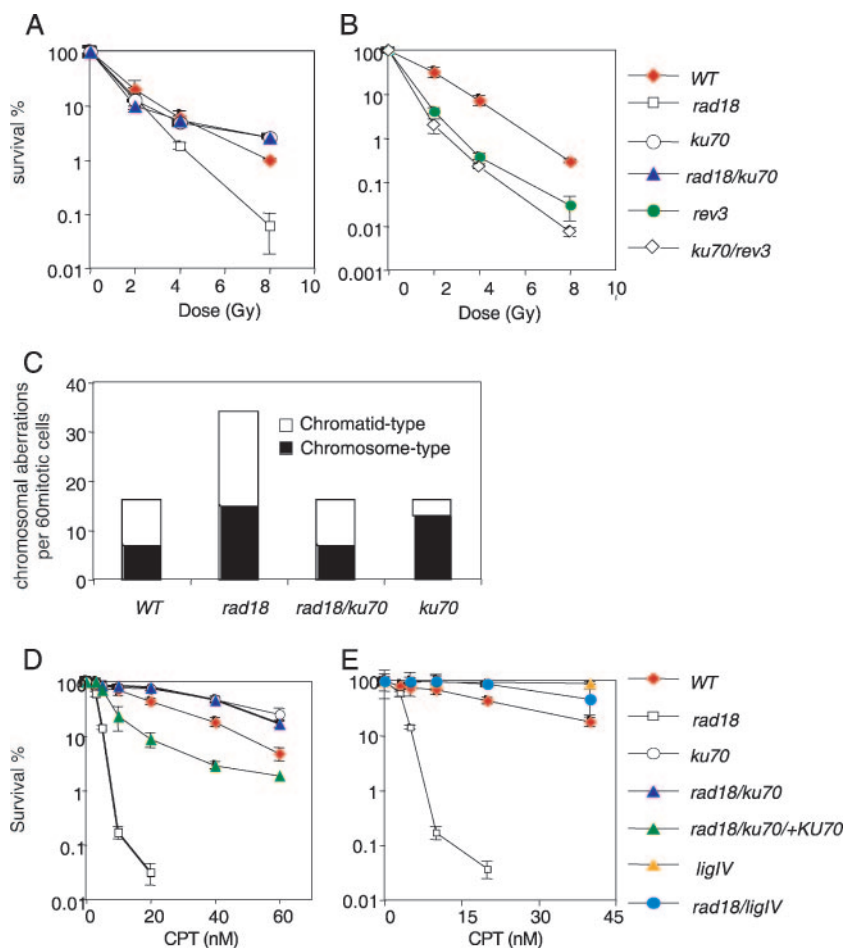 A
100
10
1
0.1
0.01
survival %
0 2 4 6 8 10
Dose (Gy)
B
100
10
1
0.1
0.01
0.001
0 2 4 6 8 10
Dose (Gy)
WT
rad18
ku70
rad18/ku70
rev3
ku70/rev3
C
chromosomal aberrations
per 60mitotic cells
40
30
20
10
0
Chromatid-type
Chromosome-type
WT rad18 rad18/ku70 ku70
D
Survival %
100
10
1
0.1
0.01
0 20 40 60
CPT (nM)
E
100
10
1
0.1
0.01
0 15 30 45
CPT (nM)
WT
rad18
ku70
rad18/ku70
rad18/ku70/+KU70
ligIV
rad18/ligIV